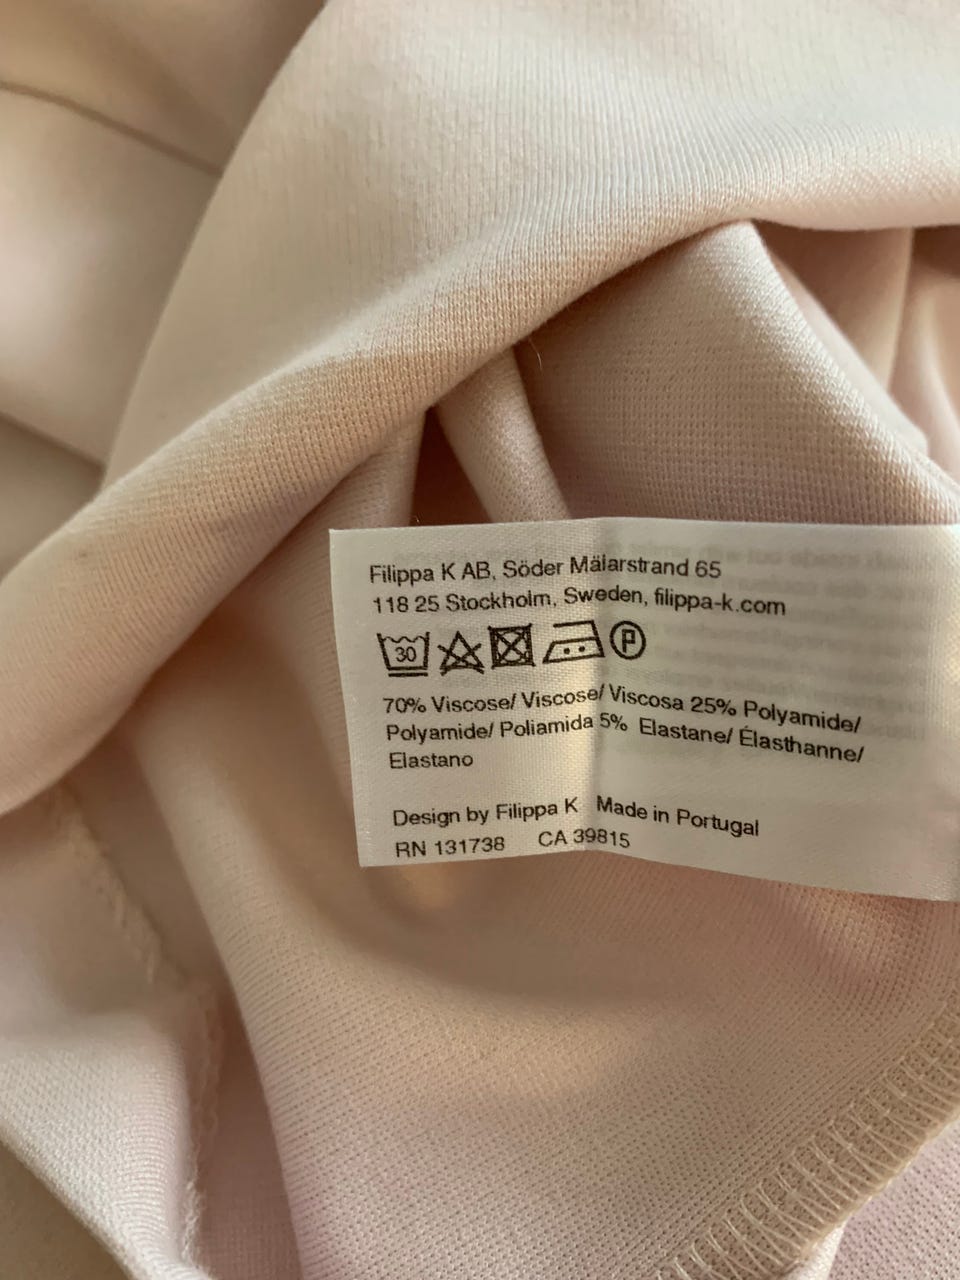 Filippa K AB, Söder Mälarstrand 65
118 25 Stockholm, Sweden, filippa-k.com
30 P
70% Viscose/ Viscose/ Viscosa 25% Polyamide/
Polyamide/ Poliamida 5% Elastane/ Élasthanne/
Elastano
Design by Filippa K Made in Portugal
RN 131738 CA 39815